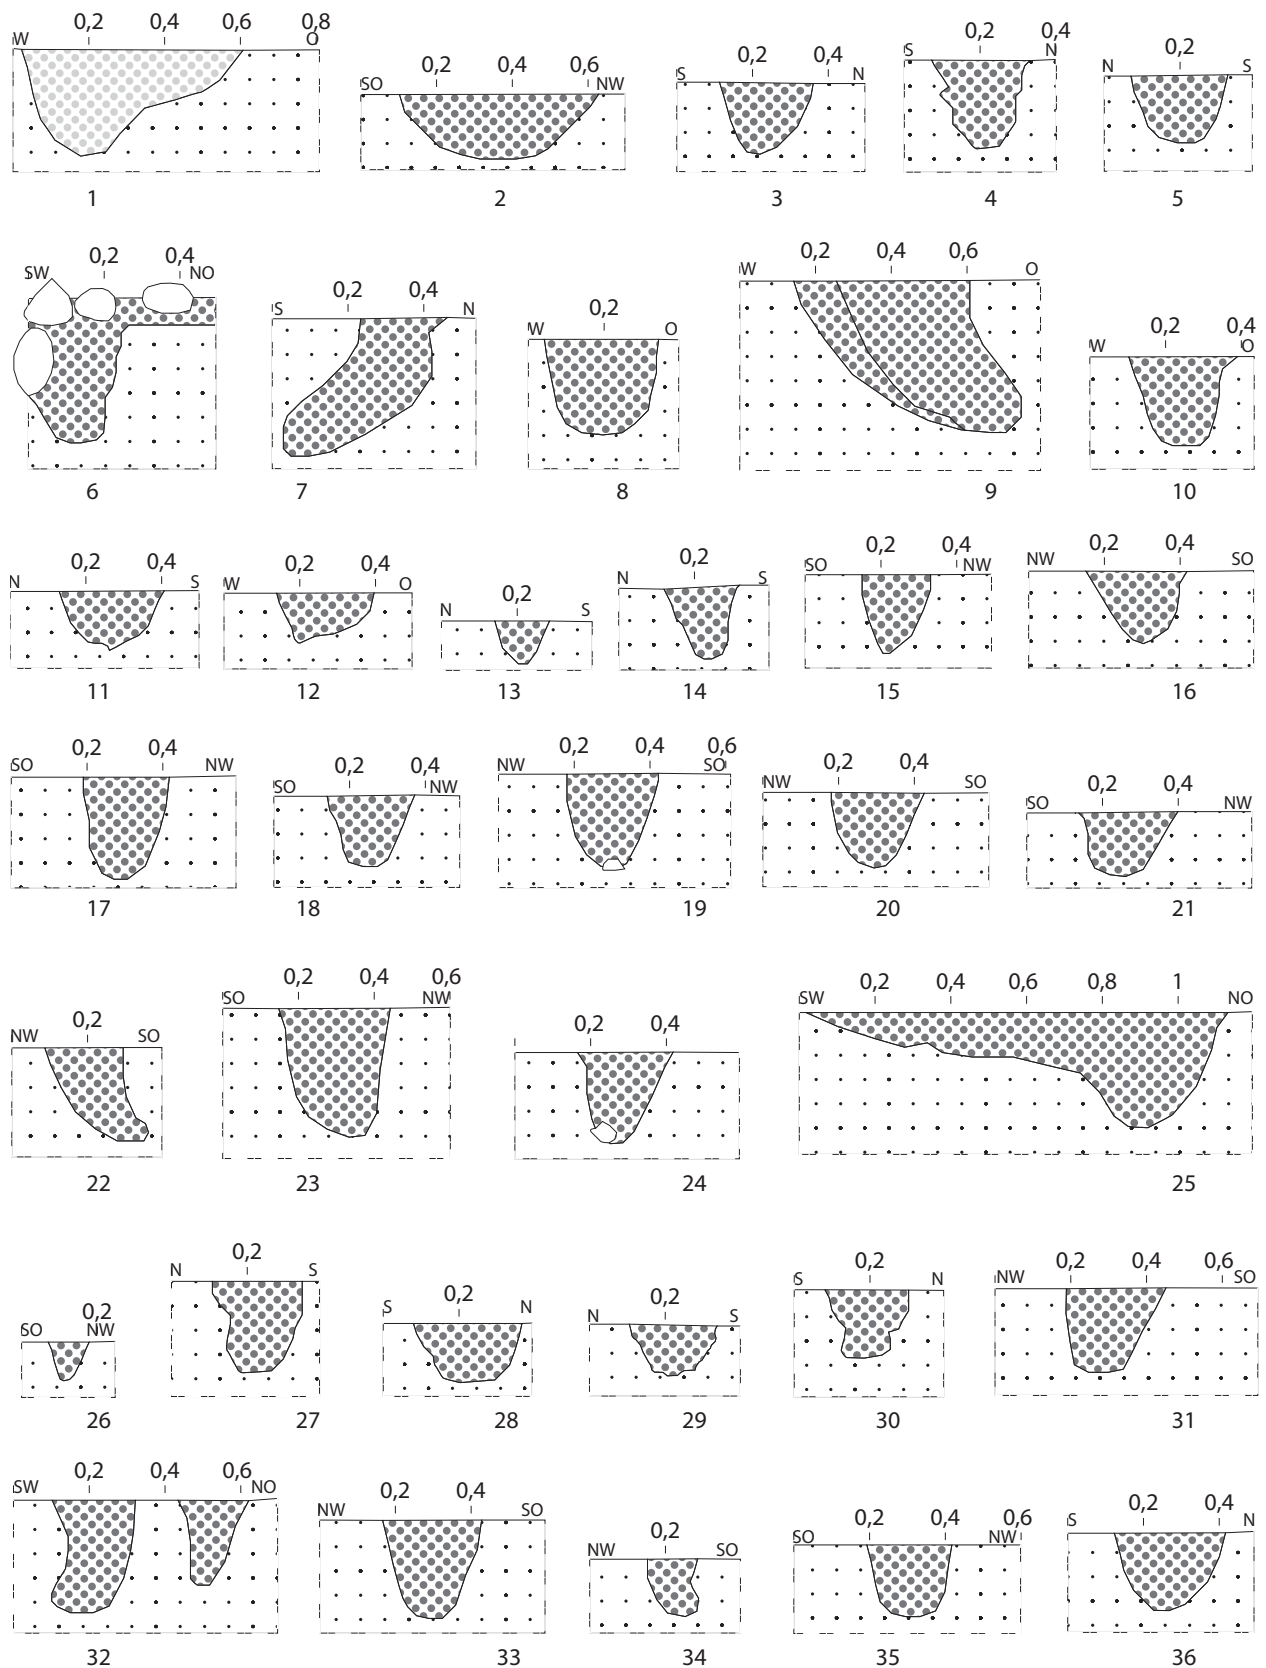 0,2 0,4 0,6 0,8
W O
1
0,2 0,4 0,6
SO NW
2
0,2 0,4
S N
3
0,2 0,4
S N
4
0,2
N S
5
0,2 0,4
SW NO
6
0,2 0,4
S N
7
0,2
W O
8
0,2 0,4 0,6
W O
9
0,2 0,4
W O
10
0,2 0,4
N S
11
0,2 0,4
W O
12
0,2
N S
13
0,2
N S
14
0,2 0,4
SO NW
15
0,2 0,4
NW SO
16
0,2 0,4
SO NW
17
0,2 0,4
SO NW
18
0,2 0,4 0,6
NW SO
19
0,2 0,4
NW SO
20
0,2 0,4
SO NW
21
0,2
NW SO
22
0,2 0,4 0,6
SO NW
23
0,2 0,4
24
0,2 0,4 0,6 0,8 1
SW NO
25
0,2
SO NW
26
0,2
N S
27
0,2
S N
28
0,2
N S
29
0,2
S N
30
0,2 0,4 0,6
NW SO
31
0,2 0,4 0,6
SW NO
32
0,2 0,4
NW SO
33
0,2
NW SO
34
0,2 0,4 0,6
SO NW
35
0,2 0,4
S N
36